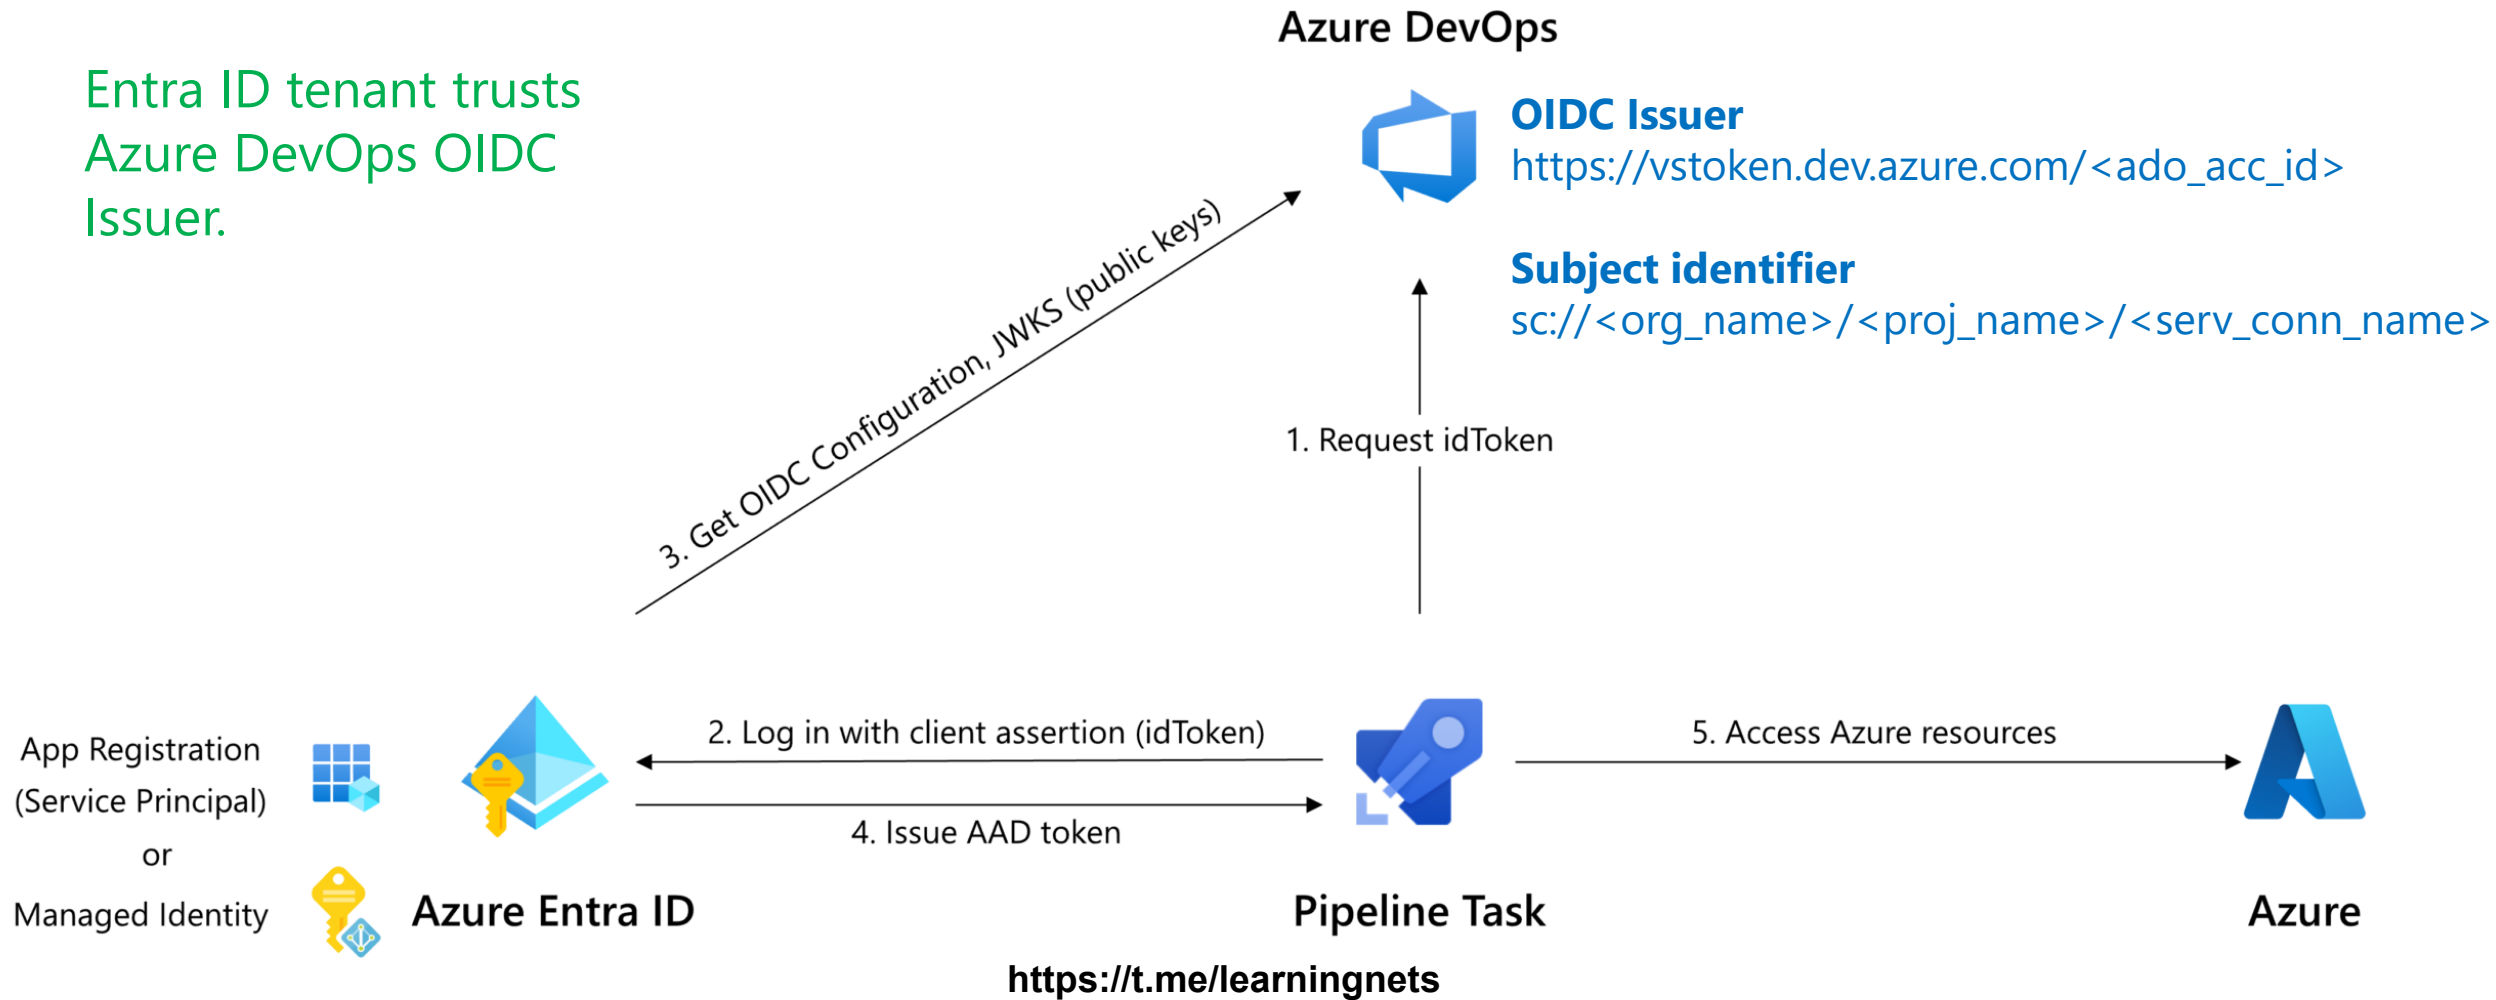 Azure DevOps
Entra ID tenant trusts
Azure DevOps OIDC
Issuer.
OIDC Issuer
https://vstoken.dev.azure.com/<ado_acc_id>
Subject identifier
sc://<org_name>/<proj_name>/<serv_conn_name>
3. Get OIDC Configuration, JWKS (public keys)
1. Request idToken
2. Log in with client assertion (idToken)
5. Access Azure resources
App Registration
(Service Principal)
or
Managed Identity
4. Issue AAD token
Azure Entra ID
Pipeline Task
Azure
https://t.me/learningnets